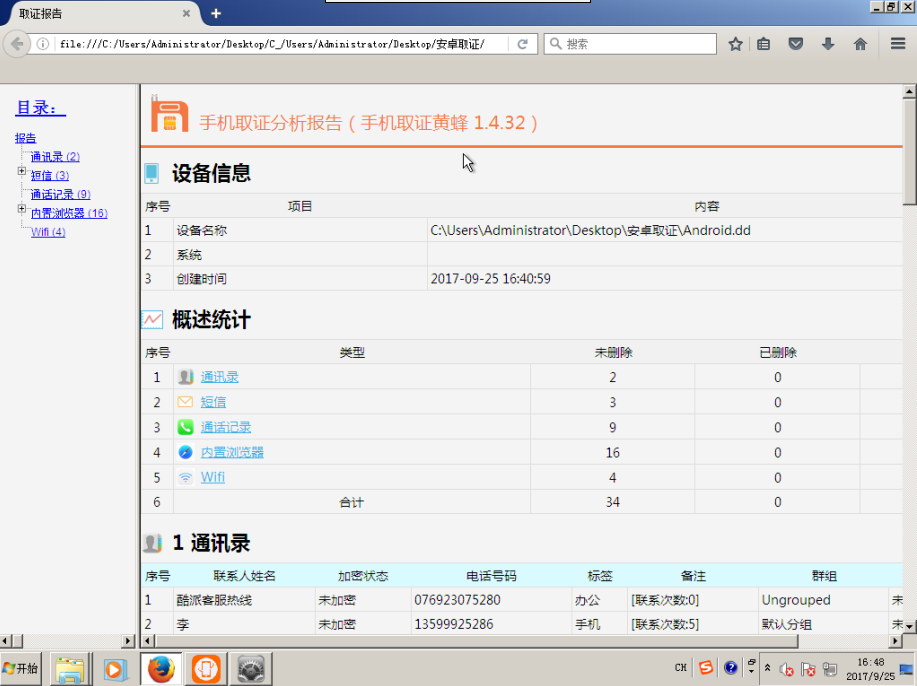 取证报告
file:///C:/Users/Administrator/Desktop/C_/Users/Administrator/Desktop/安卓取证/
搜索
目录：
报告
通讯录 (2)
短信 (3)
通话记录 (9)
内置浏览器 (16)
Wifi (4)
手机取证分析报告（手机取证黄蜂 1.4.32）
设备信息
序号 项目 内容
1 设备名称 C:\Users\Administrator\Desktop\安卓取证\Android.dd
2 系统
3 创建时间 2017-09-25 16:40:59
概述统计
序号 类型 未删除 已删除
1 通讯录 2 0
2 短信 3 0
3 通话记录 9 0
4 内置浏览器 16 0
5 Wifi 4 0
6 合计 34 0
1 通讯录
序号 联系人姓名 加密状态 电话号码 标签 备注 群组
1 酷派客服热线 未加密 076923075280 办公 [联系次数:0] Ungrouped 未
2 李 未加密 13599925286 手机 [联系次数:5] 默认分组 未
开始
CH
16:48
2017/9/25